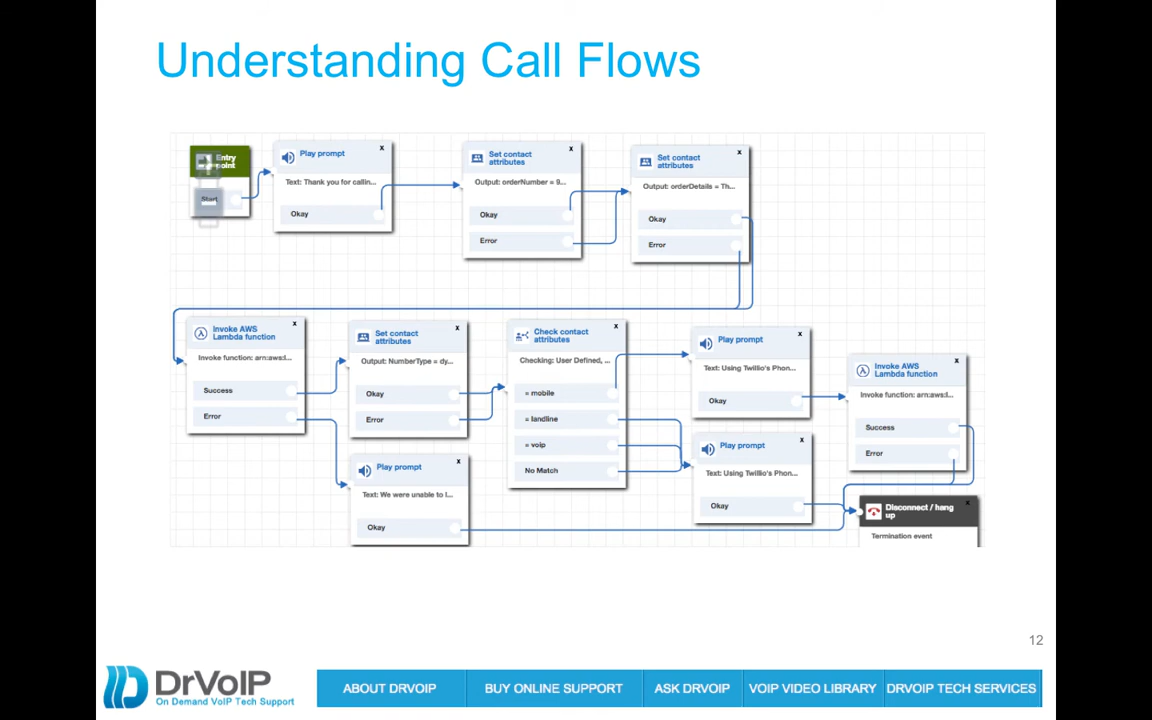 Understanding Call Flows
Entry
point
Start
Play prompt
x
Text: Thank you for callin...
Okay
Set contact
attributes
x
Output: orderNumber = 9...
Okay
Error
Set contact
attributes
x
Output: orderDetails = Th...
Okay
Error
Invoke AWS
Lambda function
x
Invoke function: arn:aws:l...
Success
Error
Set contact
attributes
x
Output: NumberType = dy...
Okay
Error
Play prompt
x
Text: We were unable to l...
Okay
Check contact
attributes
x
Checking: User Defined, ...
= mobile
= landline
= voip
No Match
Play prompt
x
Text: Using Twillio's Phon...
Okay
Play prompt
x
Text: Using Twillio's Phon...
Okay
Invoke AWS
Lambda function
x
Invoke function: arn:aws:l...
Success
Error
Disconnect / hang
up
x
Termination event
12
DrVoIP
On Demand VoIP Tech Support
ABOUT DRVOIP
BUY ONLINE SUPPORT
ASK DRVOIP
VOIP VIDEO LIBRARY
DRVOIP TECH SERVICES